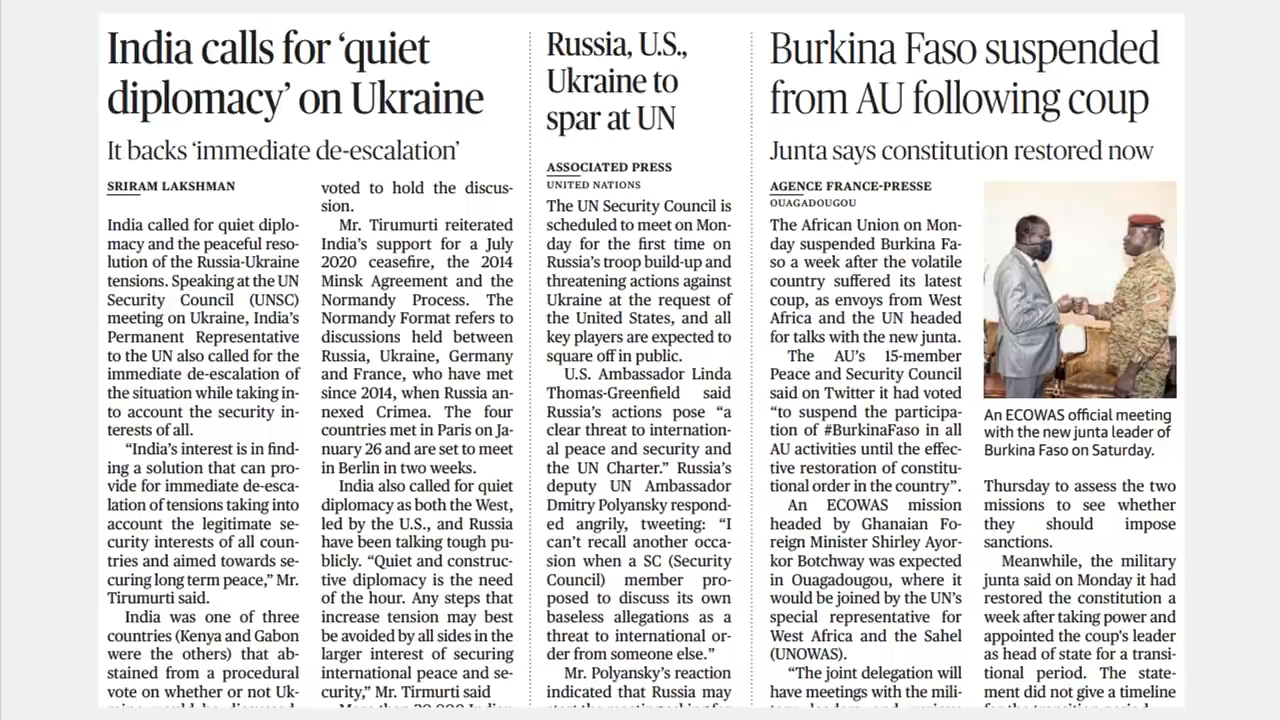 India calls for ‘quiet
diplomacy’ on Ukraine
It backs ‘immediate de-escalation’
SRIRAM LAKSHMAN
India called for quiet diplo-
macy and the peaceful reso-
lution of the Russia-Ukraine
tensions. Speaking at the UN
Security Council (UNSC)
meeting on Ukraine, India’s
Permanent Representative
to the UN also called for the
immediate de-escalation of
the situation while taking in-
to account the security in-
terests of all.
“India’s interest is in find-
ing a solution that can pro-
vide for immediate de-esca-
lation of tensions taking into
account the legitimate se-
curity interests of all coun-
tries and aimed towards se-
curing long term peace,” Mr.
Tirumurti said.
India was one of three
countries (Kenya and Gabon
were the others) that ab-
stained from a procedural
vote on whether or not Uk-
voted to hold the discus-
sion.
Mr. Tirumurti reiterated
India’s support for a July
2020 ceasefire, the 2014
Minsk Agreement and the
Normandy Process. The
Normandy Format refers to
discussions held between
Russia, Ukraine, Germany
and France, who have met
since 2014, when Russia an-
nexed Crimea. The four
countries met in Paris on Ja-
nuary 26 and are set to meet
in Berlin in two weeks.
India also called for quiet
diplomacy as both the West,
led by the U.S., and Russia
have been talking tough pu-
blicly. “Quiet and construc-
tive diplomacy is the need
of the hour. Any steps that
increase tension may best
be avoided by all sides in the
larger interest of securing
international peace and se-
curity,” Mr. Tirmurti said
Russia, U.S.,
Ukraine to
spar at UN
ASSOCIATED PRESS
UNITED NATIONS
The UN Security Council is
scheduled to meet on Mon-
day for the first time on
Russia’s troop build-up and
threatening actions against
Ukraine at the request of
the United States, and all
key players are expected to
square off in public.
U.S. Ambassador Linda
Thomas-Greenfield said
Russia’s actions pose “a
clear threat to internation-
al peace and security and
the UN Charter.” Russia’s
deputy UN Ambassador
Dmitry Polyansky respond-
ed angrily, tweeting: “I
can’t recall another occa-
sion when a SC (Security
Council) member pro-
posed to discuss its own
baseless allegations as a
threat to international or-
der from someone else.”
Mr. Polyansky’s reaction
indicated that Russia may
Burkina Faso suspended
from AU following coup
Junta says constitution restored now
AGENCE FRANCE-PRESSE
OUAGADOUGOU
The African Union on Mon-
day suspended Burkina Fa-
so a week after the volatile
country suffered its latest
coup, as envoys from West
Africa and the UN headed
for talks with the new junta.
The AU’s 15-member
Peace and Security Council
said on Twitter it had voted
“to suspend the participa-
tion of #BurkinaFaso in all
AU activities until the effec-
tive restoration of constitu-
tional order in the country”.
An ECOWAS mission
headed by Ghanaian Fo-
reign Minister Shirley Ayor-
kor Botchway was expected
in Ouagadougou, where it
would be joined by the UN’s
special representative for
West Africa and the Sahel
(UNOWAS).
“The joint delegation will
have meetings with the mili-
An ECOWAS official meeting
with the new junta leader of
Burkina Faso on Saturday.
Thursday to assess the two
missions to see whether
they should impose
sanctions.
Meanwhile, the military
junta said on Monday it had
restored the constitution a
week after taking power and
appointed the coup’s leader
as head of state for a transi-
tional period. The state-
ment did not give a timeline